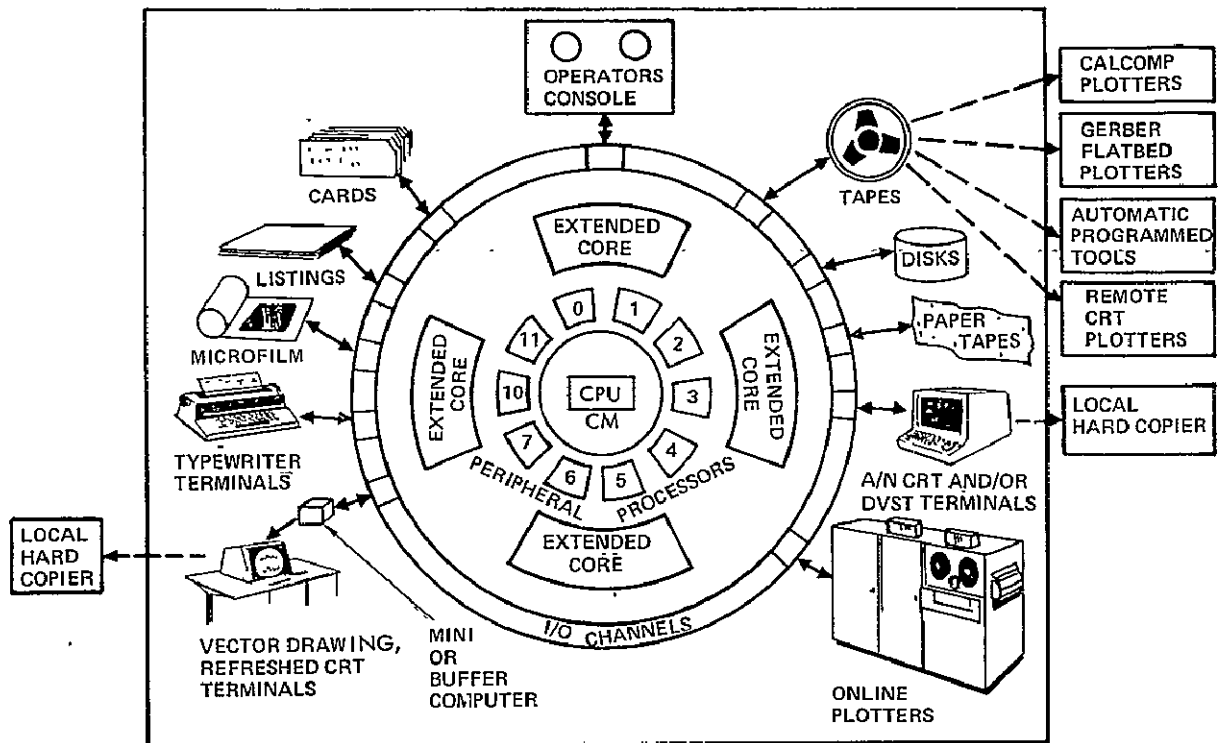 OPERATORS
CONSOLE
CALCOMP
PLOTTERS
GERBER
FLATBED
PLOTTERS
AUTOMATIC
PROGRAMMED
TOOLS
REMOTE
CRT
PLOTTERS
LOCAL
HARD COPIER
CARDS
TAPES
LISTINGS
DISKS
MICROFILM
PAPER
TAPES
TYPEWRITER
TERMINALS
A/N CRT AND/OR
DVST TERMINALS
EXTENDED
CORE
EXTENDED
CORE
EXTENDED
CORE
EXTENDED
CORE
0
1
2
3
4
5
6
7
10
11
CPU
CM
PERIPHERAL PROCESSORS
I/O CHANNELS
LOCAL
HARD
COPIER
VECTOR DRAWING,
REFRESHED CRT
TERMINALS
MINI
OR
BUFFER
COMPUTER
ONLINE
PLOTTERS